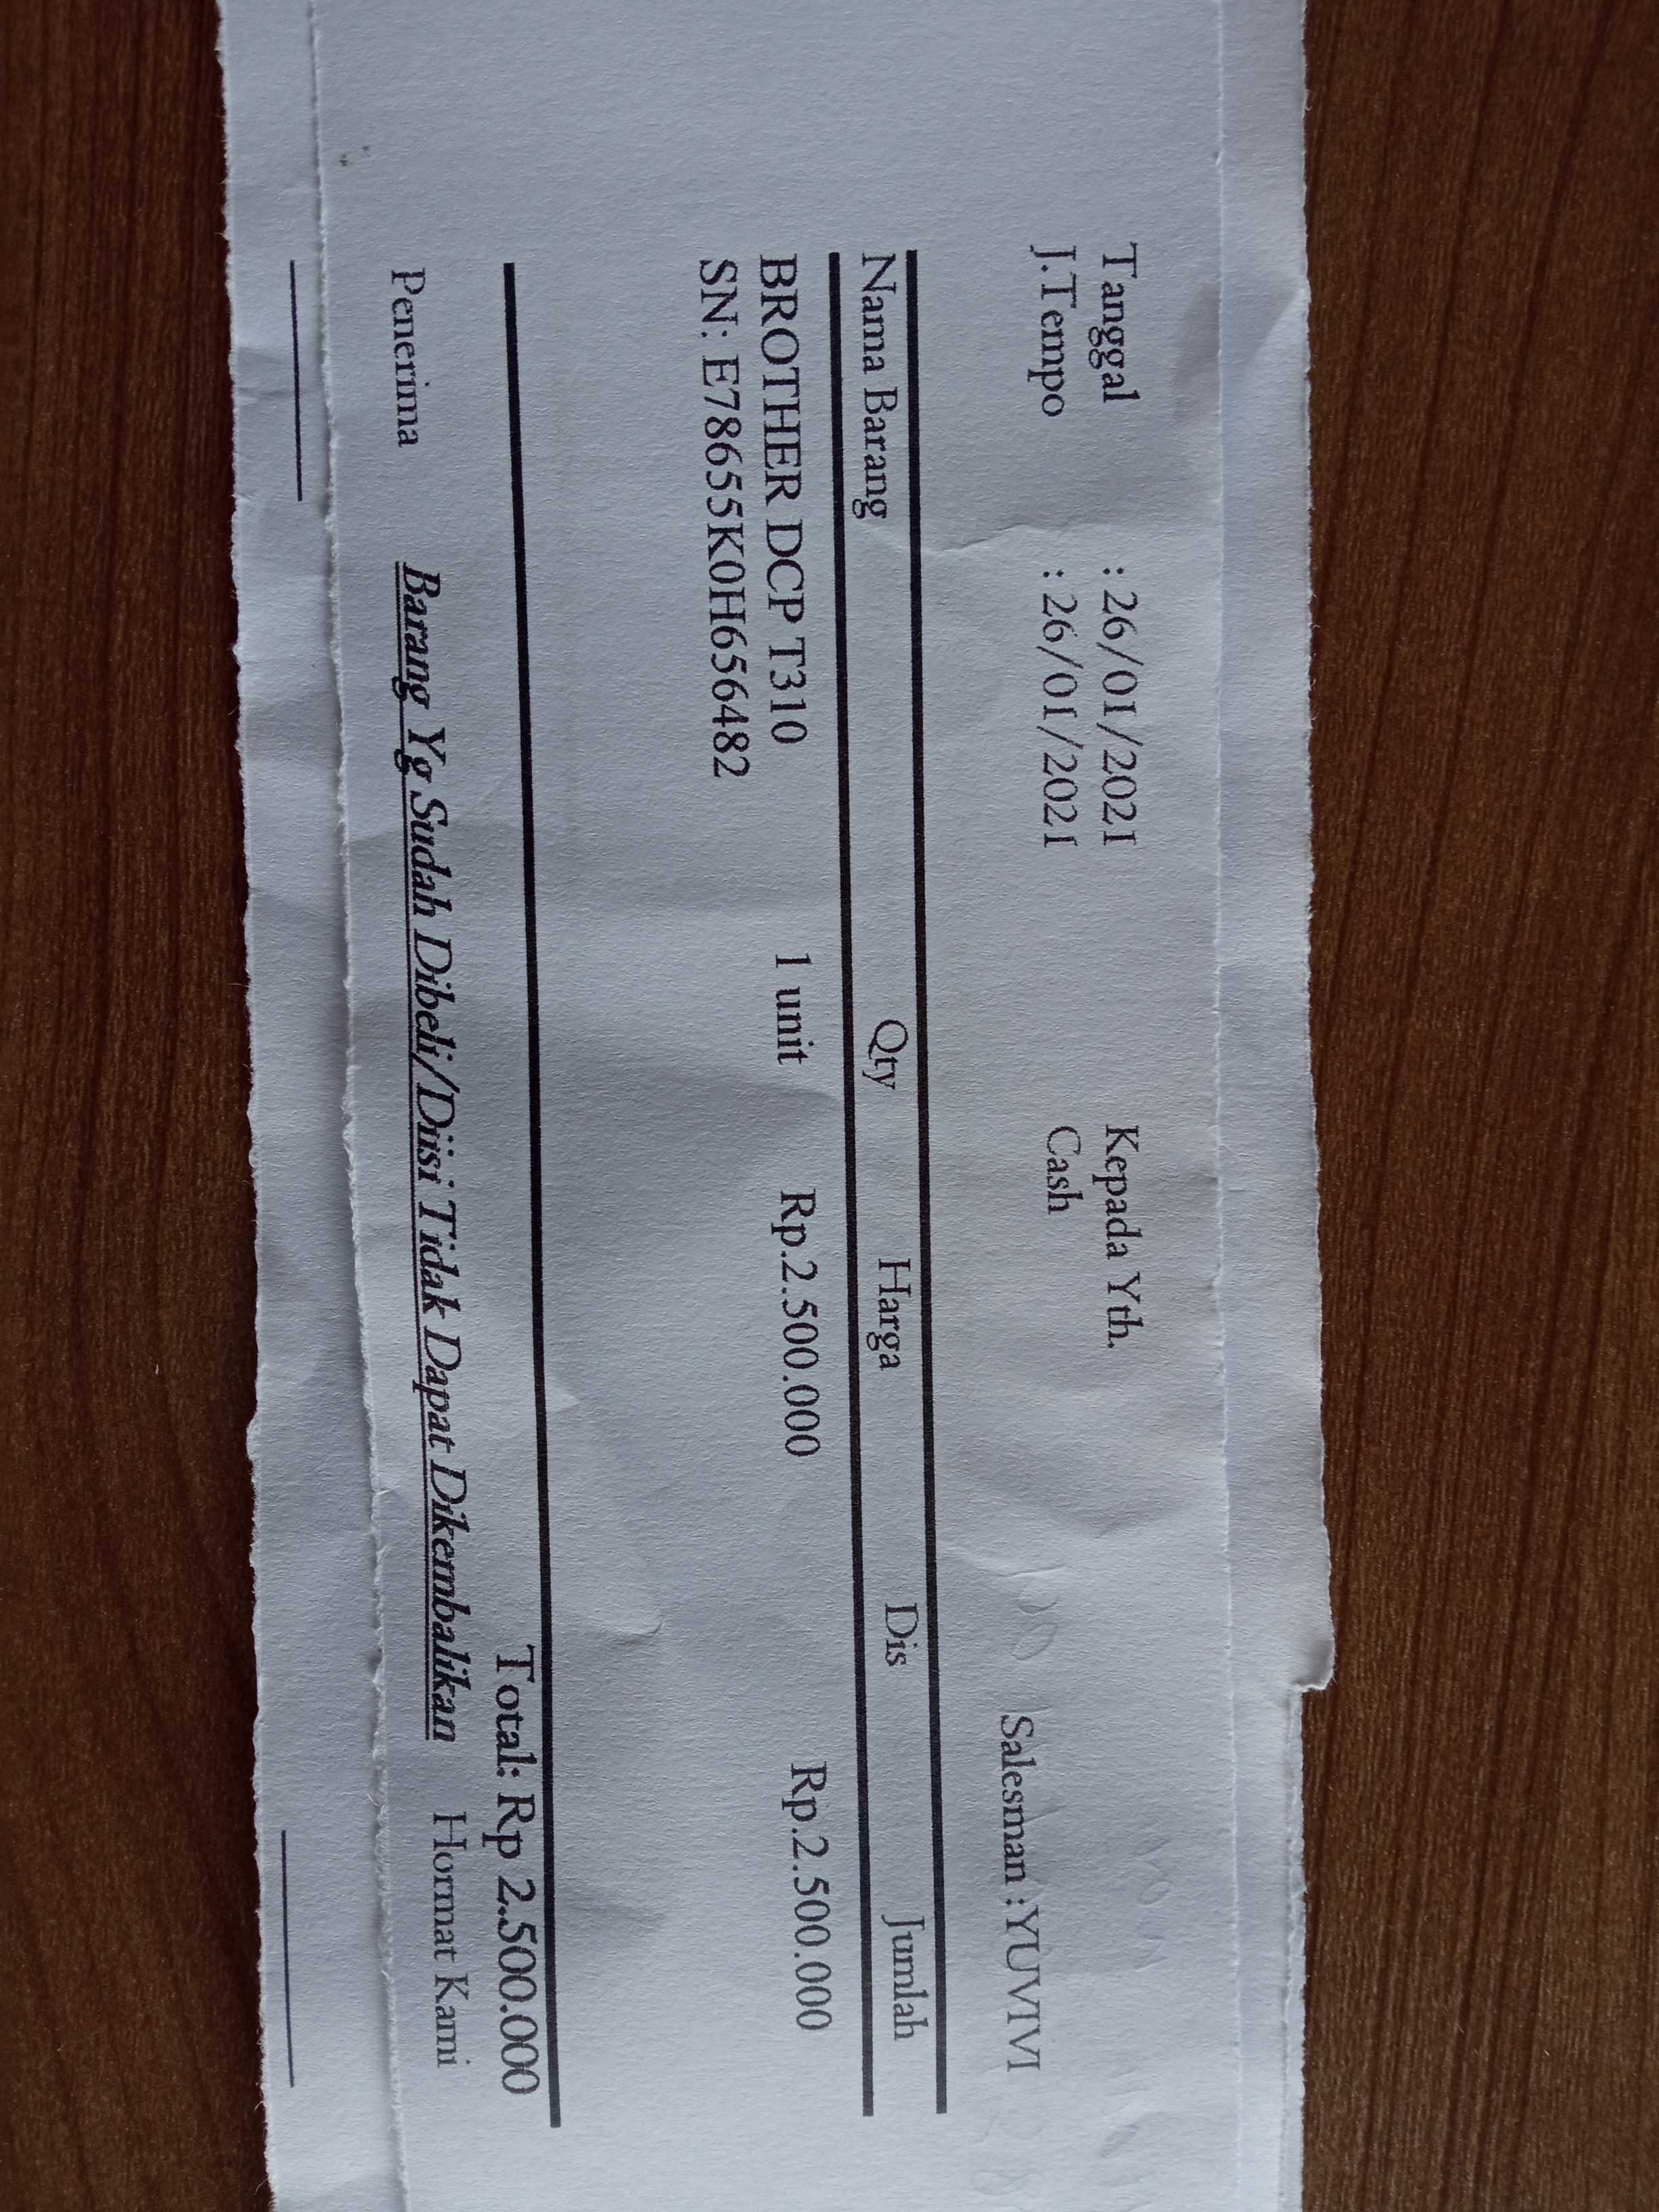 Tanggal : 26/01/2021 Kepada Yth.
J.Tempo : 26/01/2021 Cash
Salesman :YUVIVI
Nama Barang Qty Harga Dis Jumlah
BROTHER DCP T310 1 unit Rp.2.500.000 Rp.2.500.000
SN: E78655K0H656482
Total: Rp 2.500.000
Penerima Barang Yg Sudah Dibeli/Diisi Tidak Dapat Dikembalikan Hormat Kami